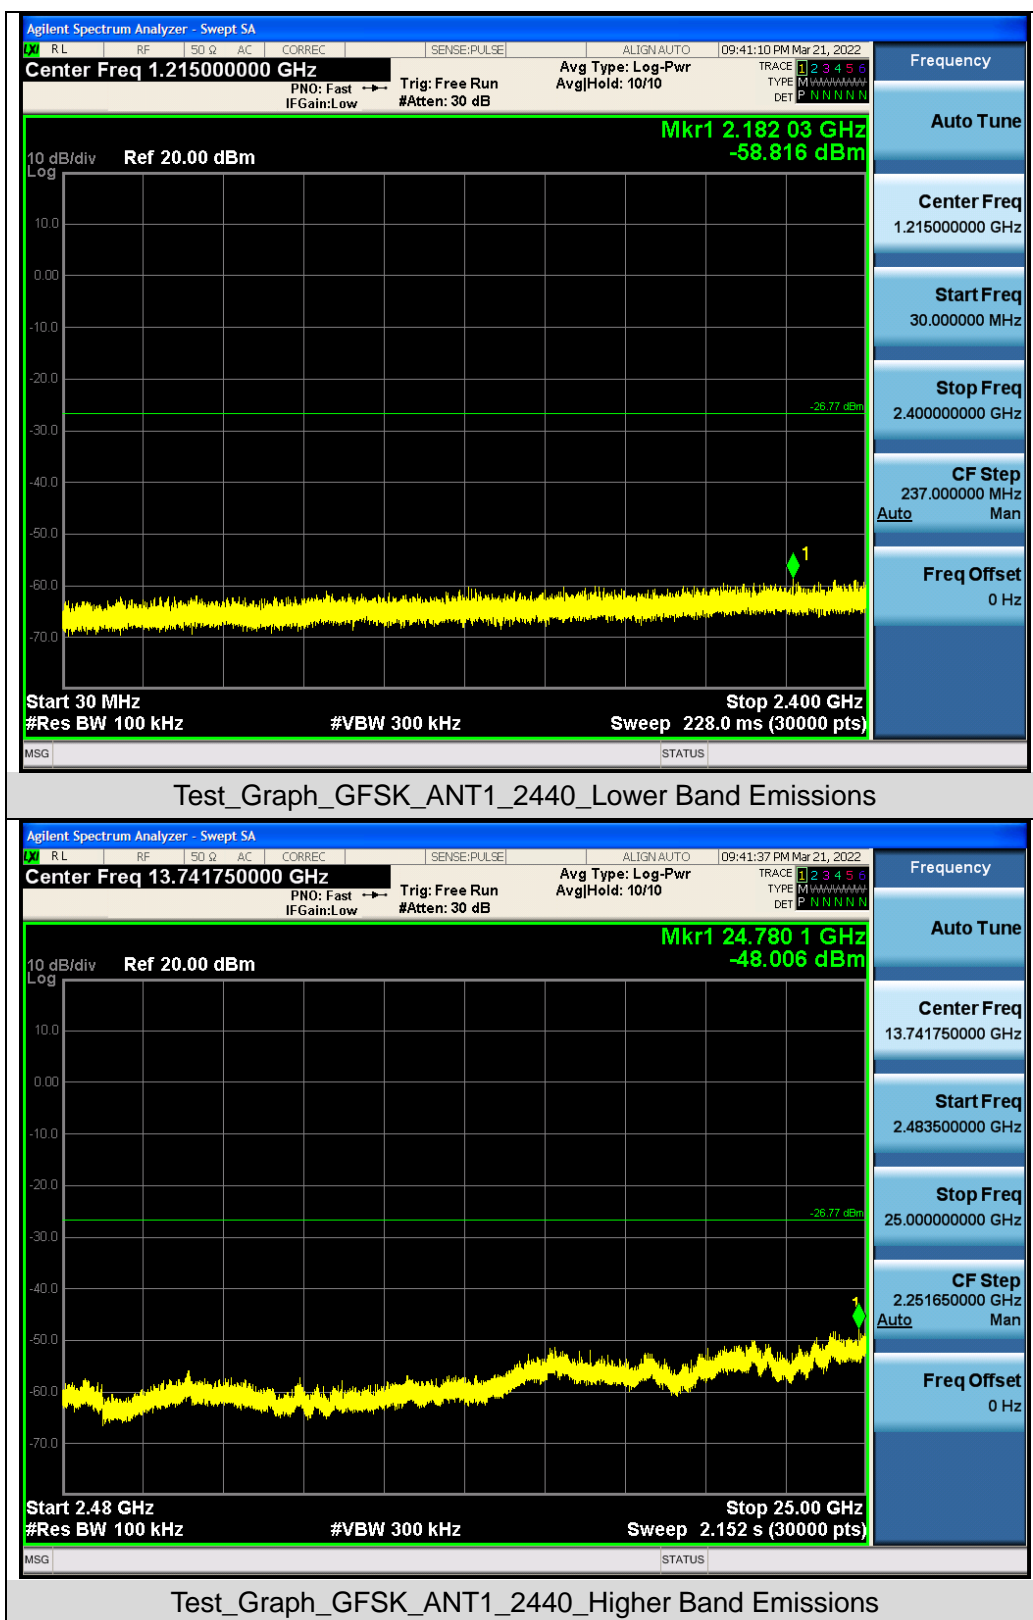 Agilent Spectrum Analyzer - Swept SA
LXI RL RF 50 Ω AC CORREC SENSE:PULSE ALIGN AUTO 09:41:10 PM Mar 21, 2022
Center Freq 1.215000000 GHz
PNO: Fast
IFGain:Low
Trig: Free Run
#Atten: 30 dB
Avg Type: Log-Pwr
Avg|Hold: 10/10
TRACE 1 2 3 4 5 6
TYPE M WWWWW
DET P N N N N N
Mkr1 2.182 03 GHz
-58.816 dBm
10 dB/div Ref 20.00 dBm
Log
10.0
0.00
-10.0
-20.0
-26.77 dBm
-30.0
-40.0
-50.0
1
-60.0
-70.0
Start 30 MHz Stop 2.400 GHz
#Res BW 100 kHz #VBW 300 kHz Sweep 228.0 ms (30000 pts)
MSG STATUS
Frequency
Auto Tune
Center Freq
1.215000000 GHz
Start Freq
30.000000 MHz
Stop Freq
2.400000000 GHz
CF Step
237.000000 MHz
Auto Man
Freq Offset
0 Hz
Test_Graph_GFSK_ANT1_2440_Lower Band Emissions
Agilent Spectrum Analyzer - Swept SA
LXI RL RF 50 Ω AC CORREC SENSE:PULSE ALIGN AUTO 09:41:37 PM Mar 21, 2022
Center Freq 13.741750000 GHz
PNO: Fast
IFGain:Low
Trig: Free Run
#Atten: 30 dB
Avg Type: Log-Pwr
Avg|Hold: 10/10
TRACE 1 2 3 4 5 6
TYPE M WWWWW
DET P N N N N N
Mkr1 24.780 1 GHz
-48.006 dBm
10 dB/div Ref 20.00 dBm
Log
10.0
0.00
-10.0
-20.0
-26.77 dBm
-30.0
-40.0
1
-50.0
-60.0
-70.0
Start 2.48 GHz Stop 25.00 GHz
#Res BW 100 kHz #VBW 300 kHz Sweep 2.152 s (30000 pts)
MSG STATUS
Frequency
Auto Tune
Center Freq
13.741750000 GHz
Start Freq
2.483500000 GHz
Stop Freq
25.000000000 GHz
CF Step
2.251650000 GHz
Auto Man
Freq Offset
0 Hz
Test_Graph_GFSK_ANT1_2440_Higher Band Emissions